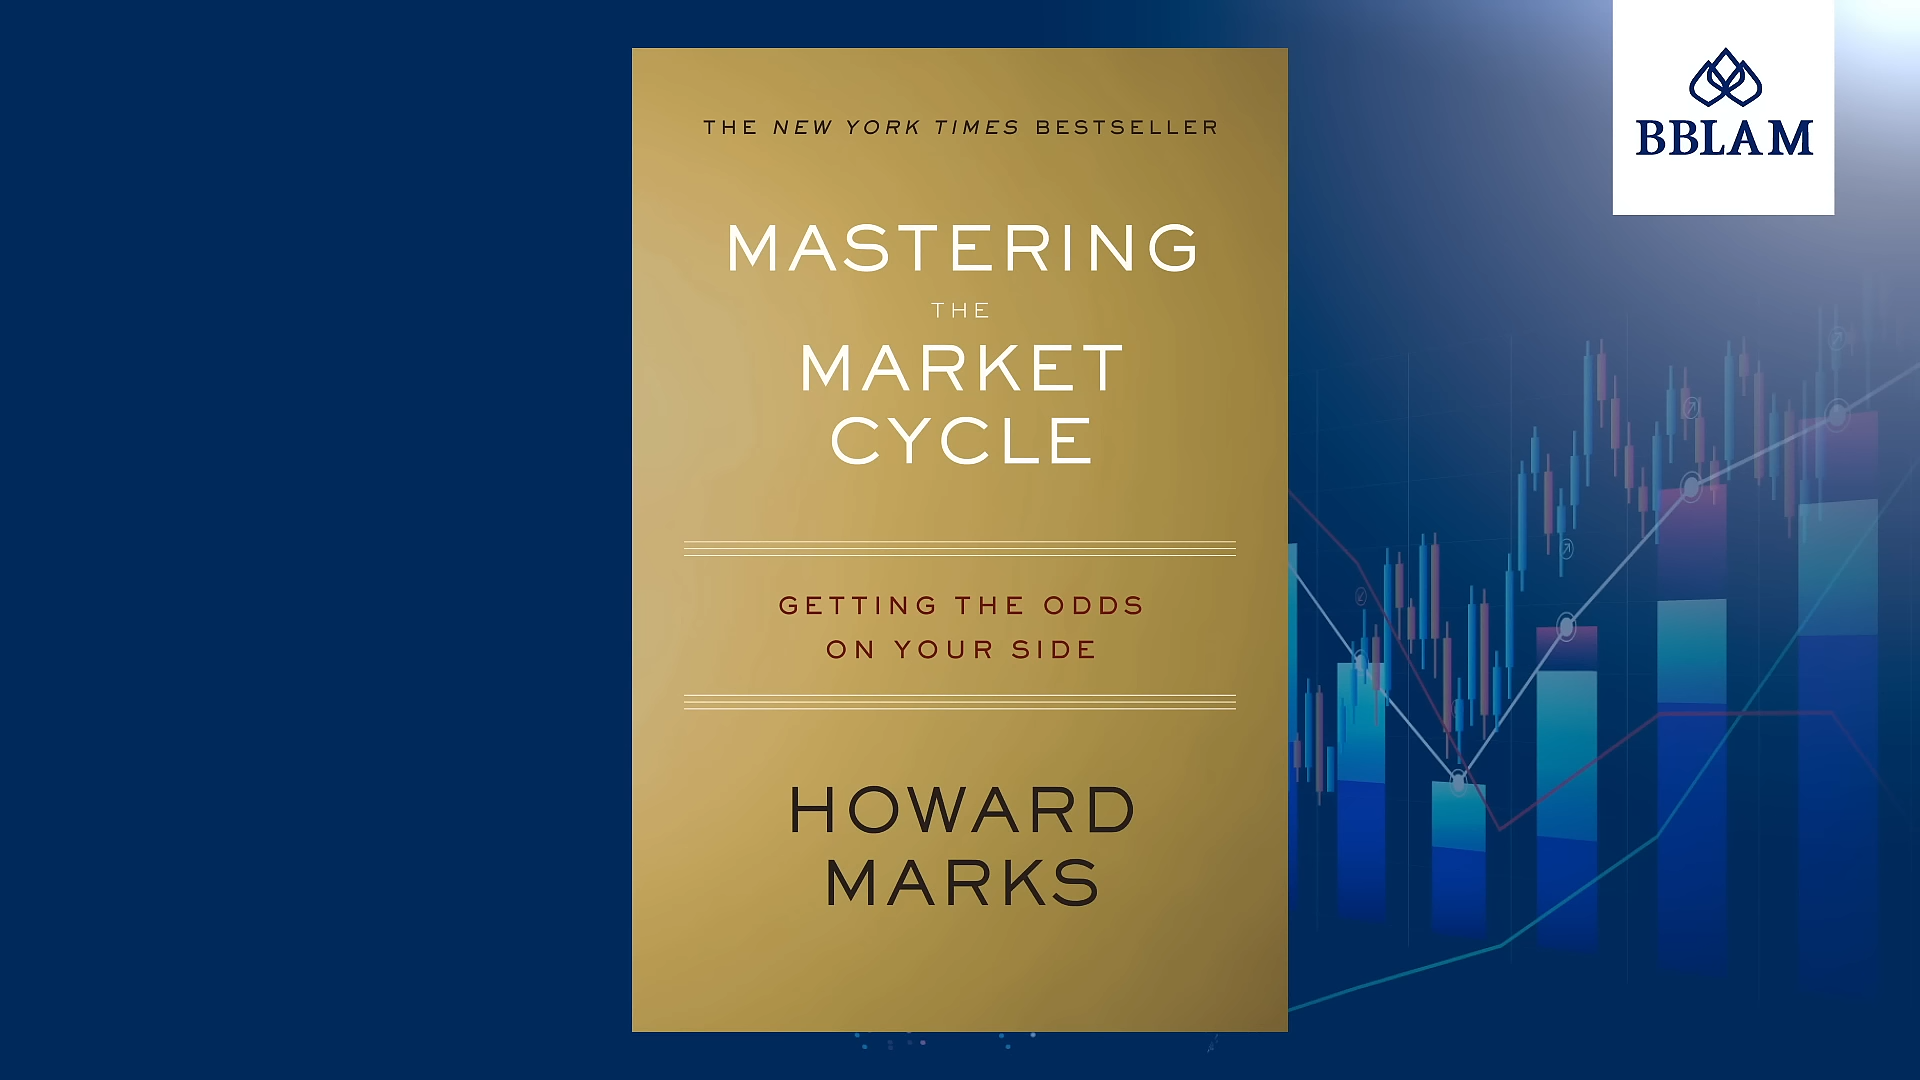 THE NEW YORK TIMES BESTSELLER
MASTERING
THE
MARKET
CYCLE
GETTING THE ODDS
ON YOUR SIDE
HOWARD
MARKS
BBLAM